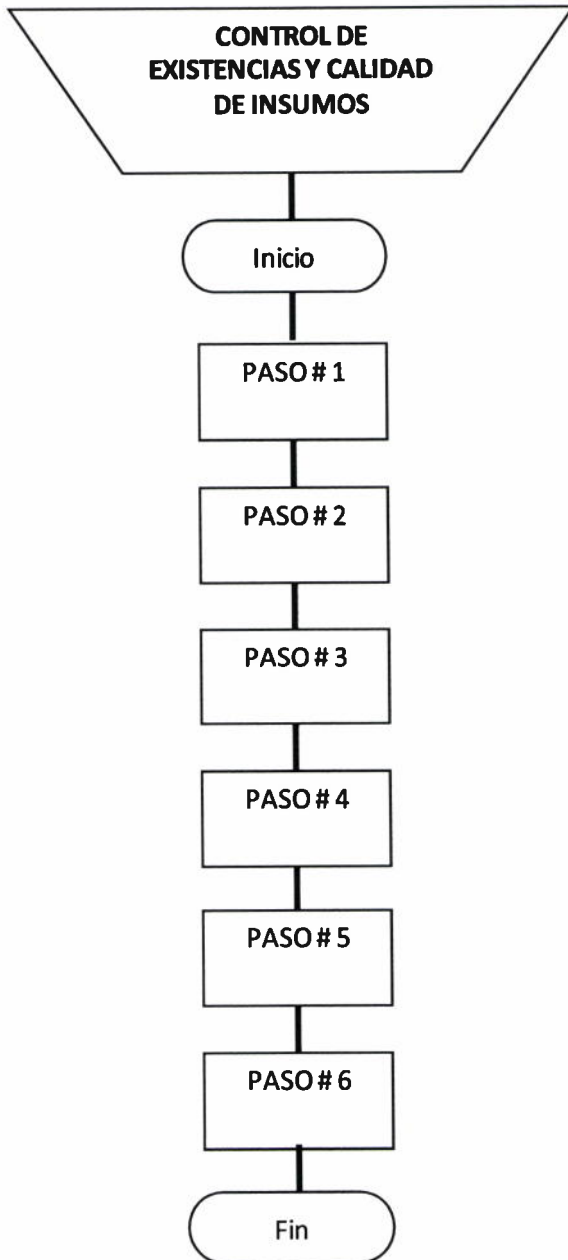 CONTROL DE
EXISTENCIAS Y CALIDAD
DE INSUMOS
Inicio
PASO # 1
PASO # 2
PASO # 3
PASO # 4
PASO # 5
PASO # 6
Fin